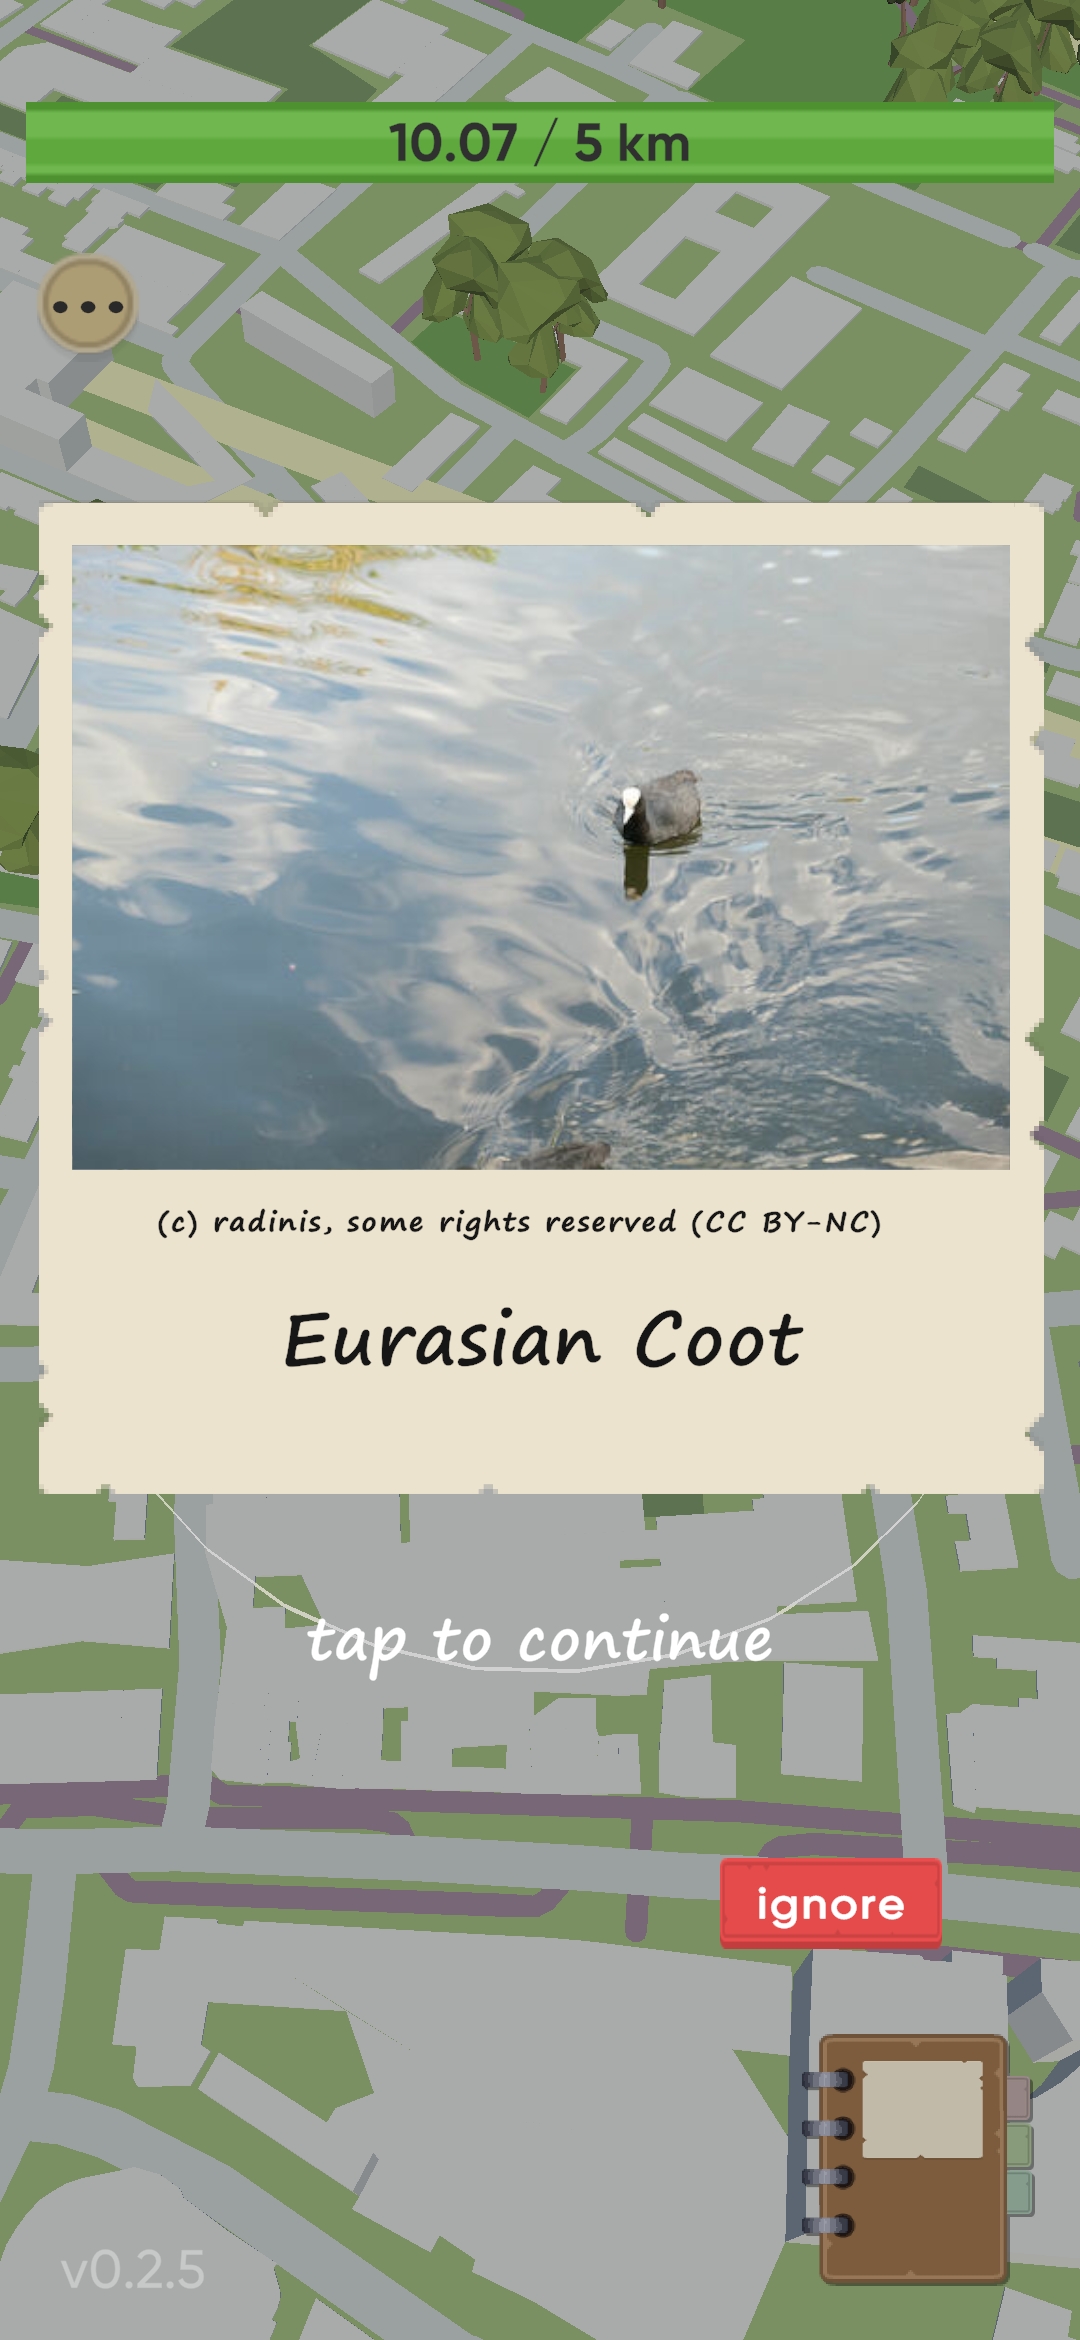 10.07 / 5 km
(c) radinis, some rights reserved (CC BY-NC)
Eurasian Coot
tap to continue
ignore
v0.2.5